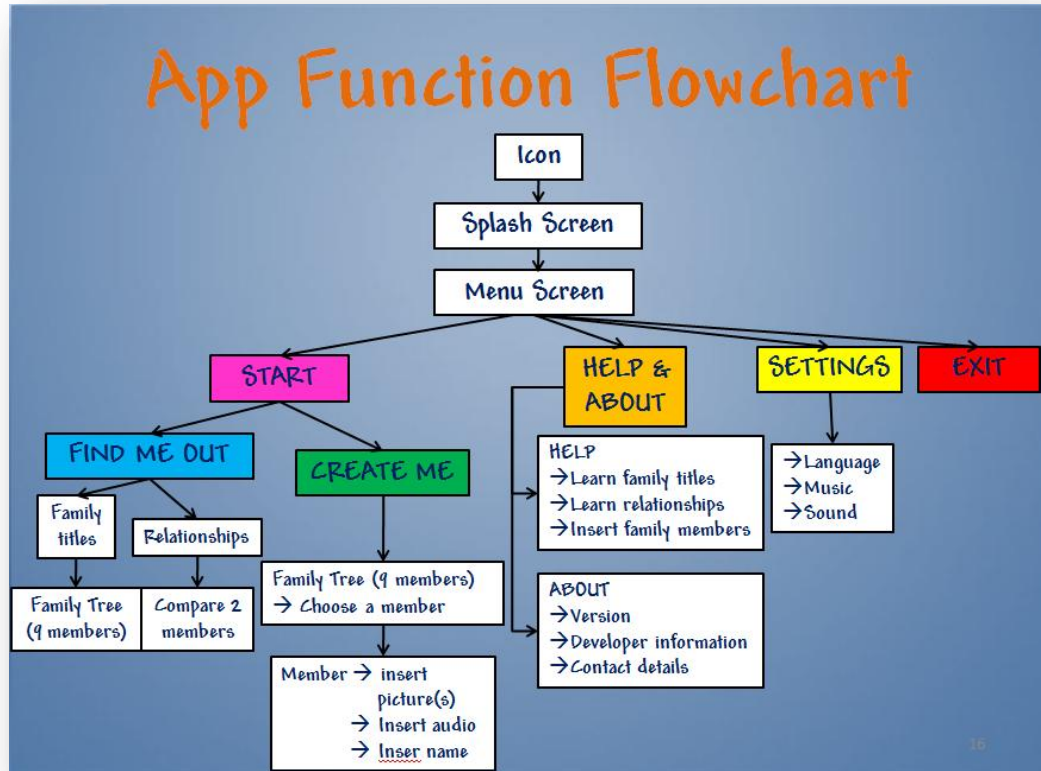 App Function Flowchart
Icon
Splash Screen
Menu Screen
START
HELP &
ABOUT
SETTINGS
EXIT
FIND ME OUT
CREATE ME
Family
titles
Relationships
Family Tree
(9 members)
Compare 2
members
Family Tree (9 members)
→ Choose a member
Member → insert
picture(s)
→ Insert audio
→ Inser name
HELP
→Learn family titles
→Learn relationships
→Insert family members
ABOUT
→Version
→Developer information
→Contact details
→Language
→Music
→Sound
16